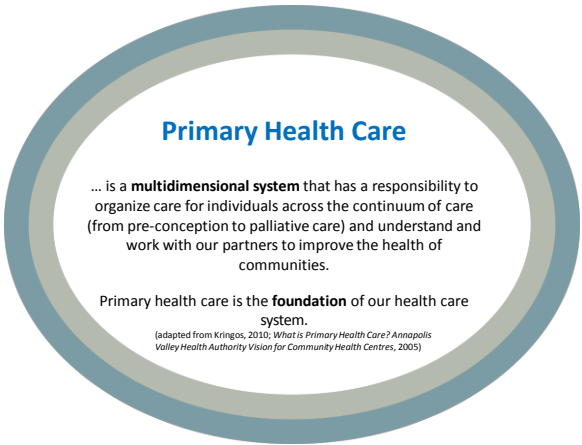 Primary Health Care
... is a multidimensional system that has a responsibility to
organize care for individuals across the continuum of care
(from pre-conception to palliative care) and understand and
work with our partners to improve the health of
communities.
Primary health care is the foundation of our health care
system.
(adapted from Kringos, 2010; What is Primary Health Care? Annapolis
Valley Health Authority Vision for Community Health Centres, 2005)